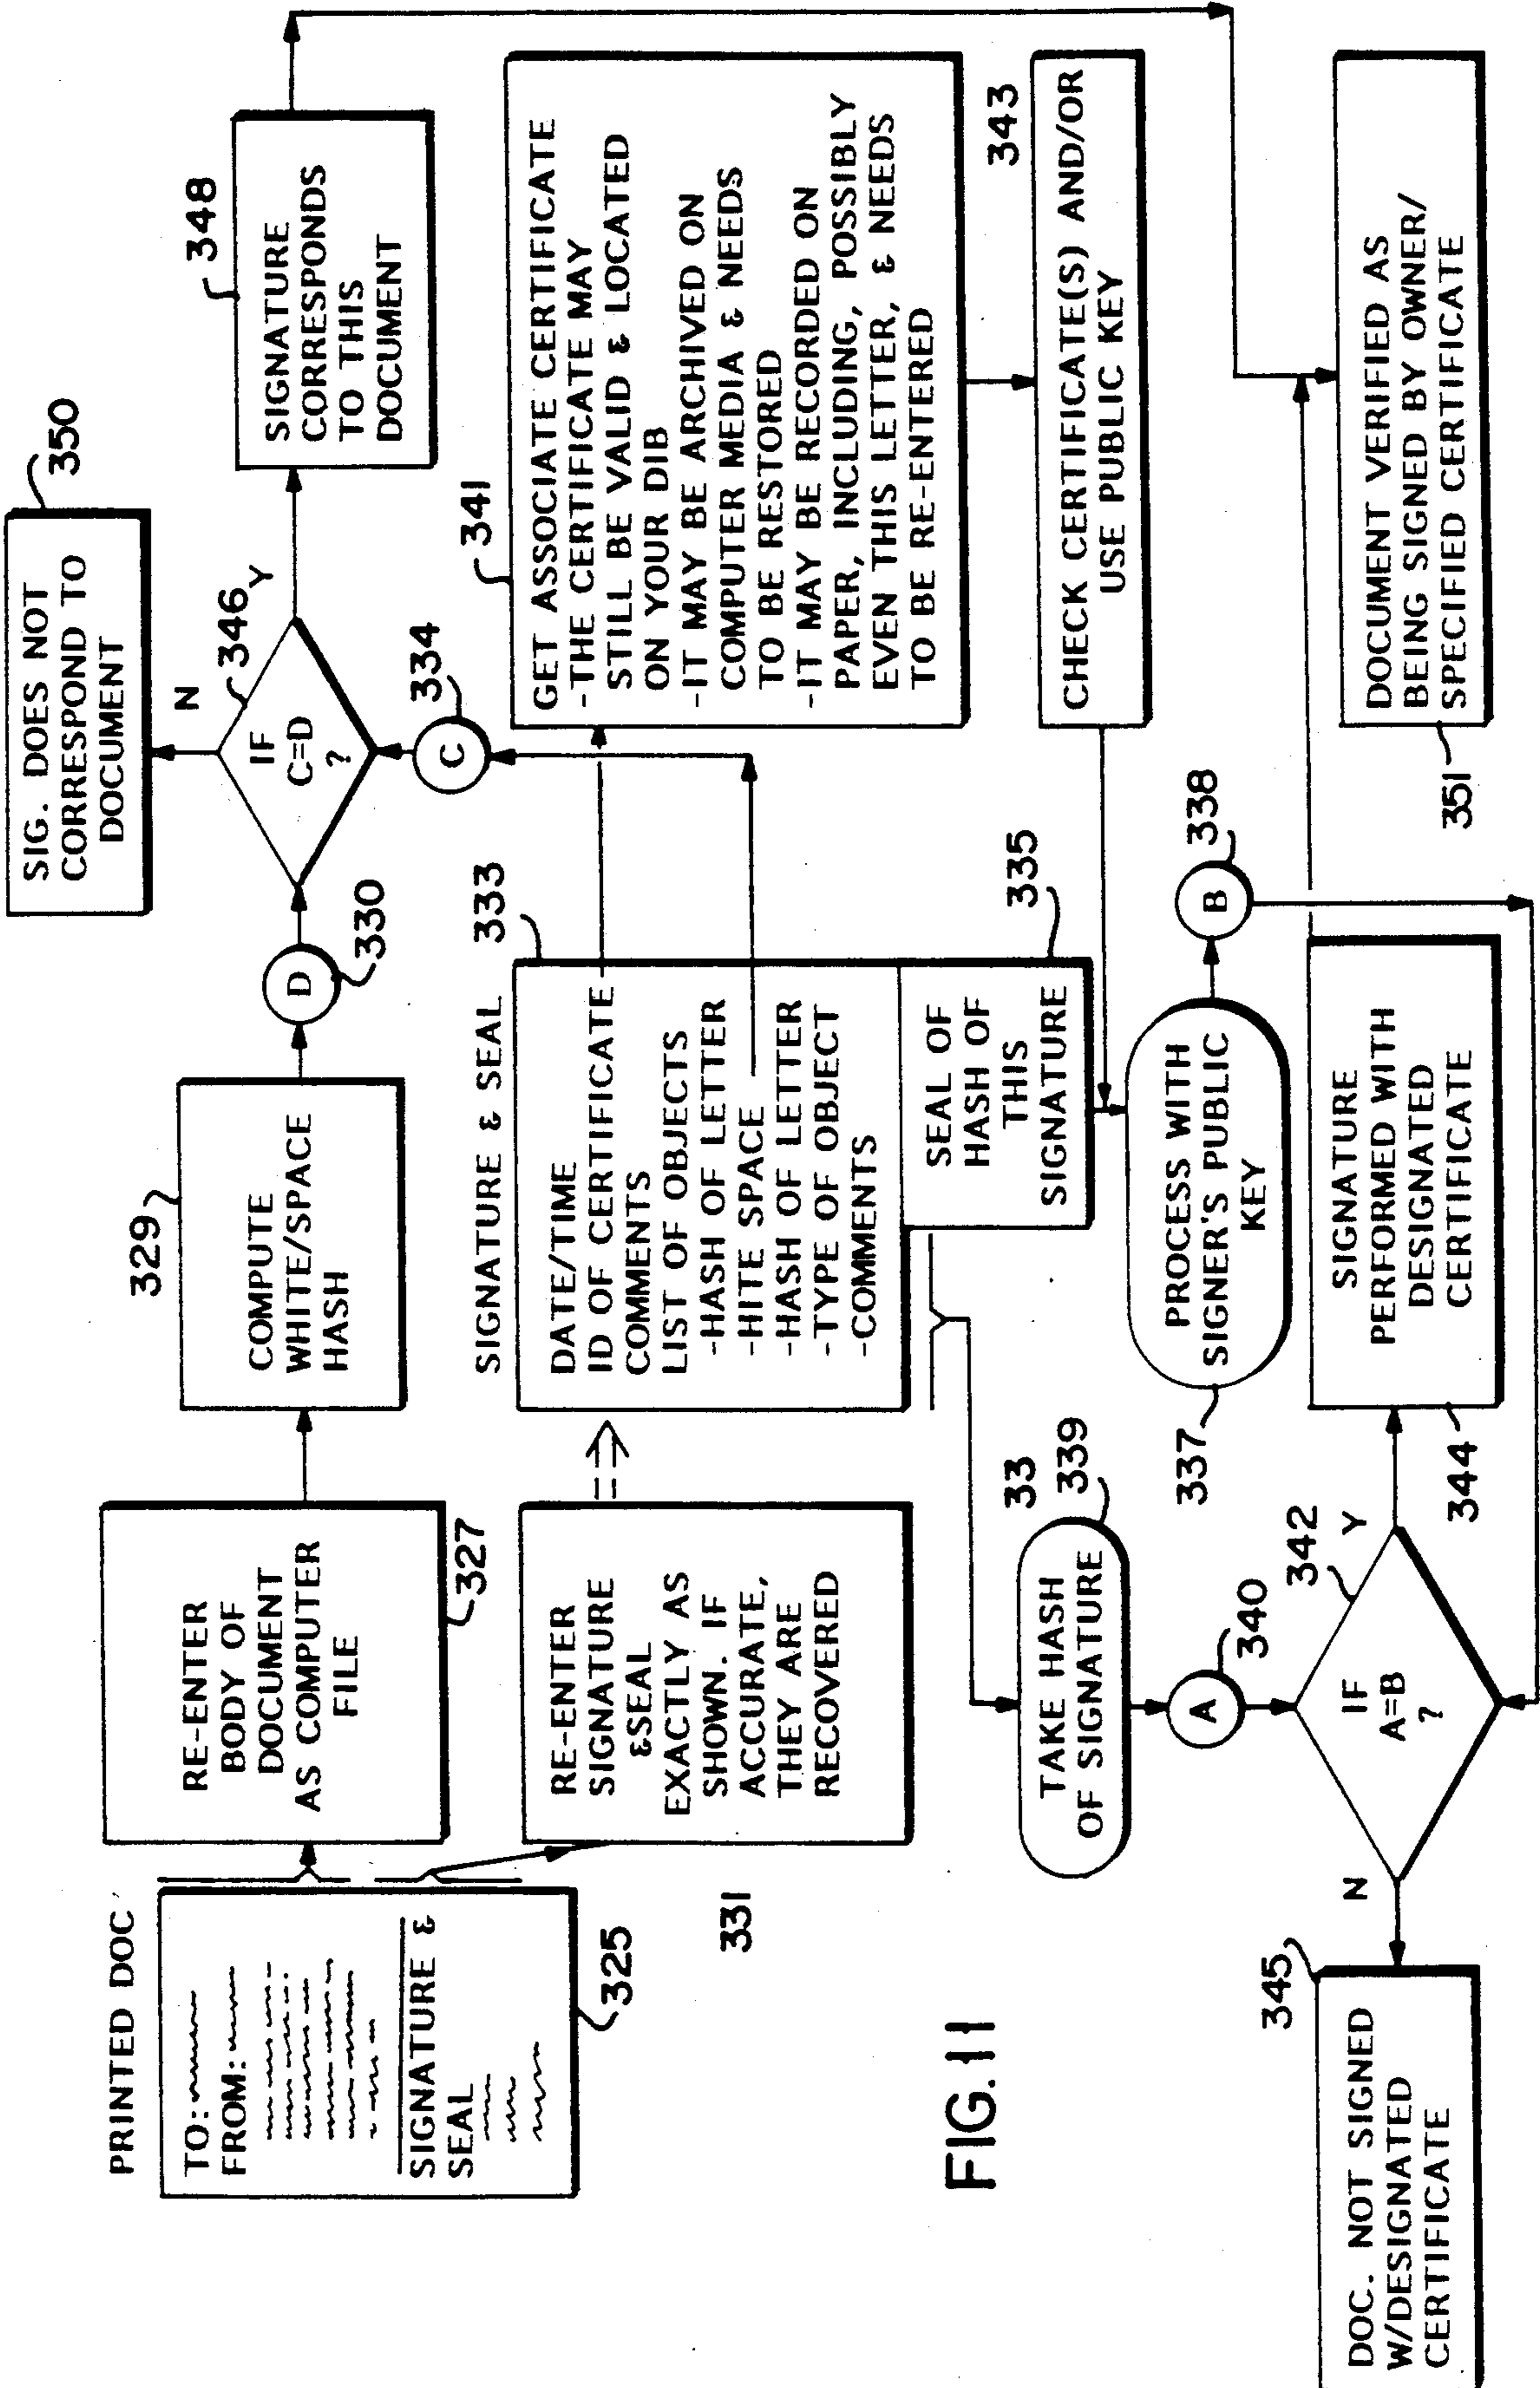 PRINTED DOC
TO:
FROM:
SIGNATURE &
SEAL
325
RE-ENTER
BODY OF
DOCUMENT
AS COMPUTER
FILE
327
COMPUTE
WHITE/SPACE
HASH
329
D
330
IF
C=D
?
346
N
Y
SIG. DOES NOT
CORRESPOND TO
DOCUMENT
350
SIGNATURE
CORRESPONDS
TO THIS
DOCUMENT
348
331
RE-ENTER
SIGNATURE
&SEAL
EXACTLY AS
SHOWN. IF
ACCURATE,
THEY ARE
RECOVERED
SIGNATURE & SEAL
333
DATE/TIME
ID OF CERTIFICATE
COMMENTS
LIST OF OBJECTS
-HASH OF LETTER
-HITE SPACE
-HASH OF LETTER
-TYPE OF OBJECT
-COMMENTS
SEAL OF
HASH OF
THIS
SIGNATURE
335
C
334
341
GET ASSOCIATE CERTIFICATE
-THE CERTIFICATE MAY
STILL BE VALID & LOCATED
ON YOUR DIB
-IT MAY BE ARCHIVED ON
COMPUTER MEDIA & NEEDS
TO BE RESTORED
-IT MAY BE RECORDED ON
PAPER, INCLUDING, POSSIBLY
EVEN THIS LETTER, & NEEDS
TO BE RE-ENTERED
343
CHECK CERTIFICATE(S) AND/OR
USE PUBLIC KEY
33
339
TAKE HASH
OF SIGNATURE
A
340
PROCESS WITH
SIGNER'S PUBLIC
KEY
337
B
338
IF
A=B
?
342
N
Y
345
DOC. NOT SIGNED
W/DESIGNATED
CERTIFICATE
SIGNATURE
PERFORMED WITH
DESIGNATED
CERTIFICATE
344
DOCUMENT VERIFIED AS
BEING SIGNED BY OWNER/
SPECIFIED CERTIFICATE
351
FIG.11